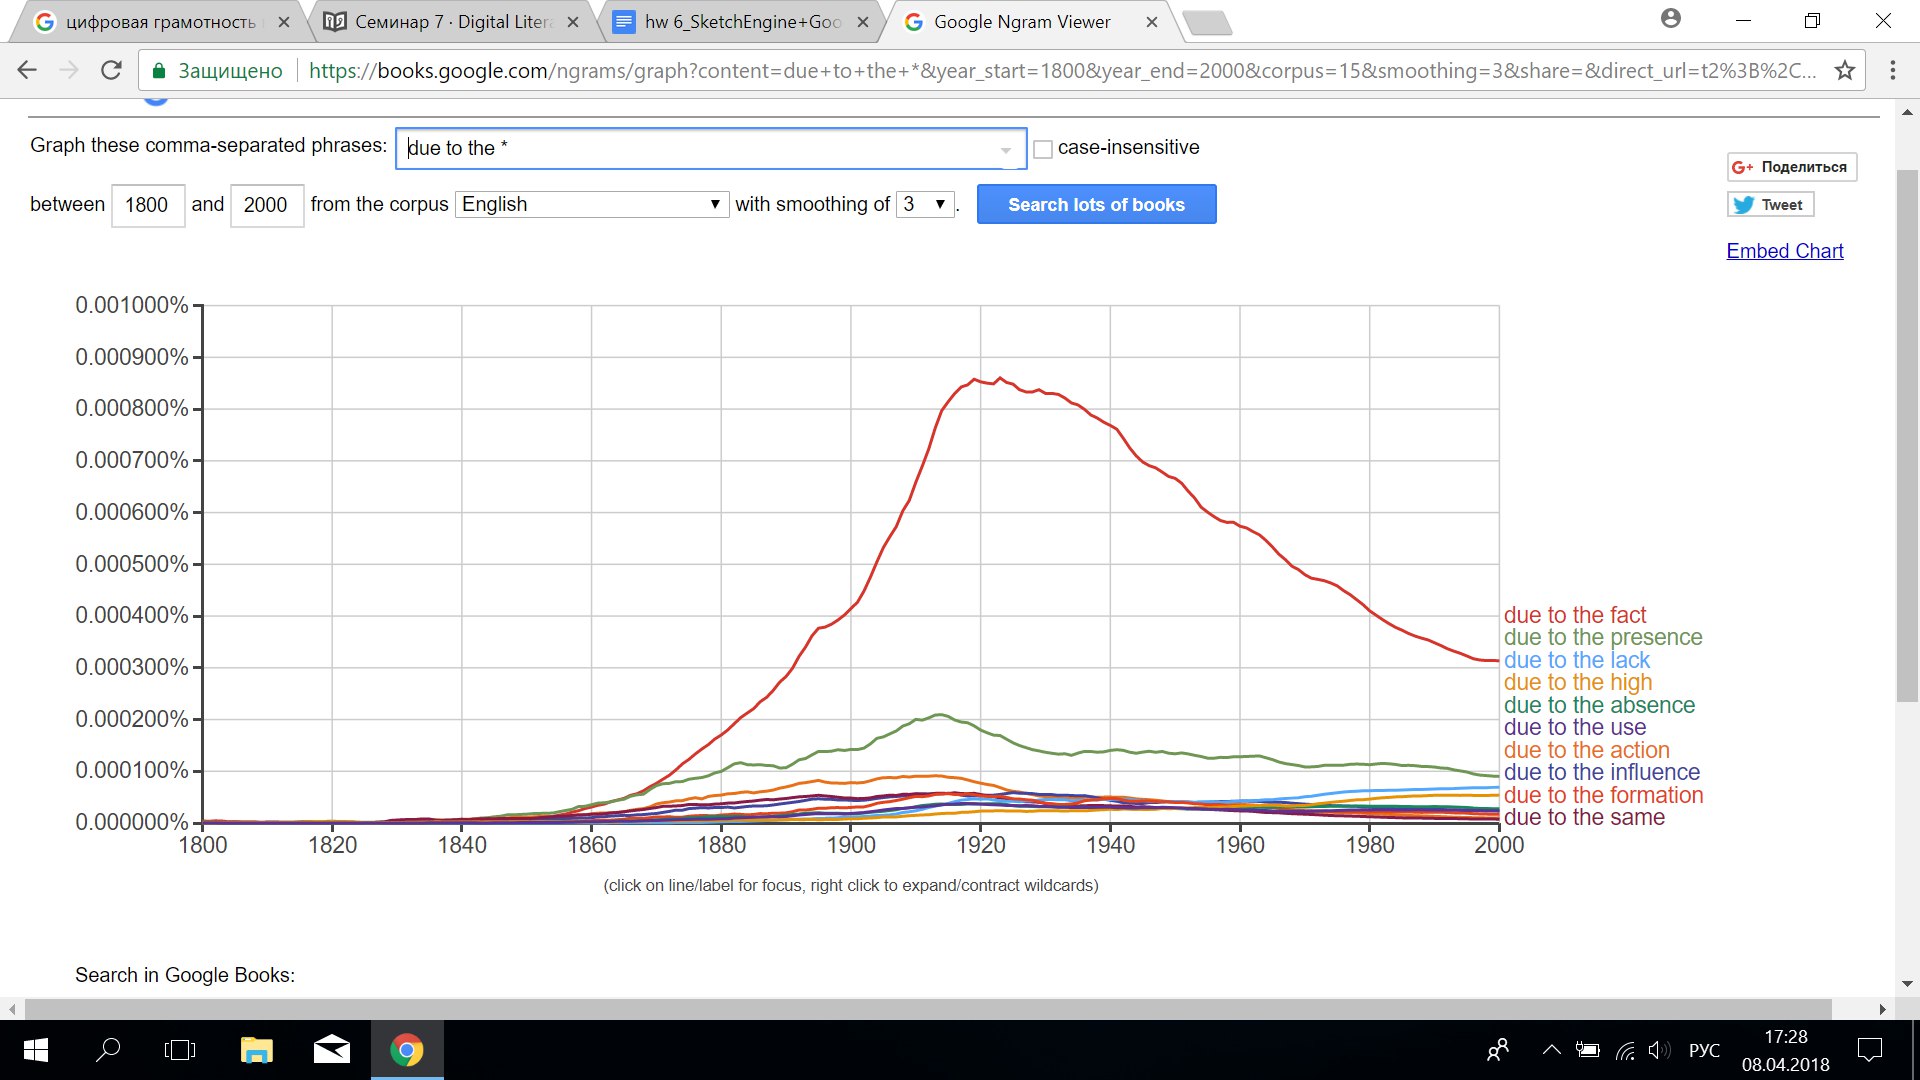 цифровая грамотность
Семинар 7 · Digital Liter
hw 6_SketchEngine+Goo
Google Ngram Viewer
Защищено
https://books.google.com/ngrams/graph?content=due+to+the+*&year_start=1800&year_end=2000&corpus=15&smoothing=3&share=&direct_url=t2%3B%2C...
Graph these comma-separated phrases: due to the * case-insensitive
between 1800 and 2000 from the corpus English with smoothing of 3 . Search lots of books
G+ Поделиться
Tweet
Embed Chart
0.001000%
0.000900%
0.000800%
0.000700%
0.000600%
0.000500%
0.000400%
0.000300%
0.000200%
0.000100%
0.000000%
due to the fact
due to the presence
due to the lack
due to the high
due to the absence
due to the use
due to the action
due to the influence
due to the formation
due to the same
1800 1820 1840 1860 1880 1900 1920 1940 1960 1980 2000
(click on line/label for focus, right click to expand/contract wildcards)
Search in Google Books:
РУС
17:28
08.04.2018